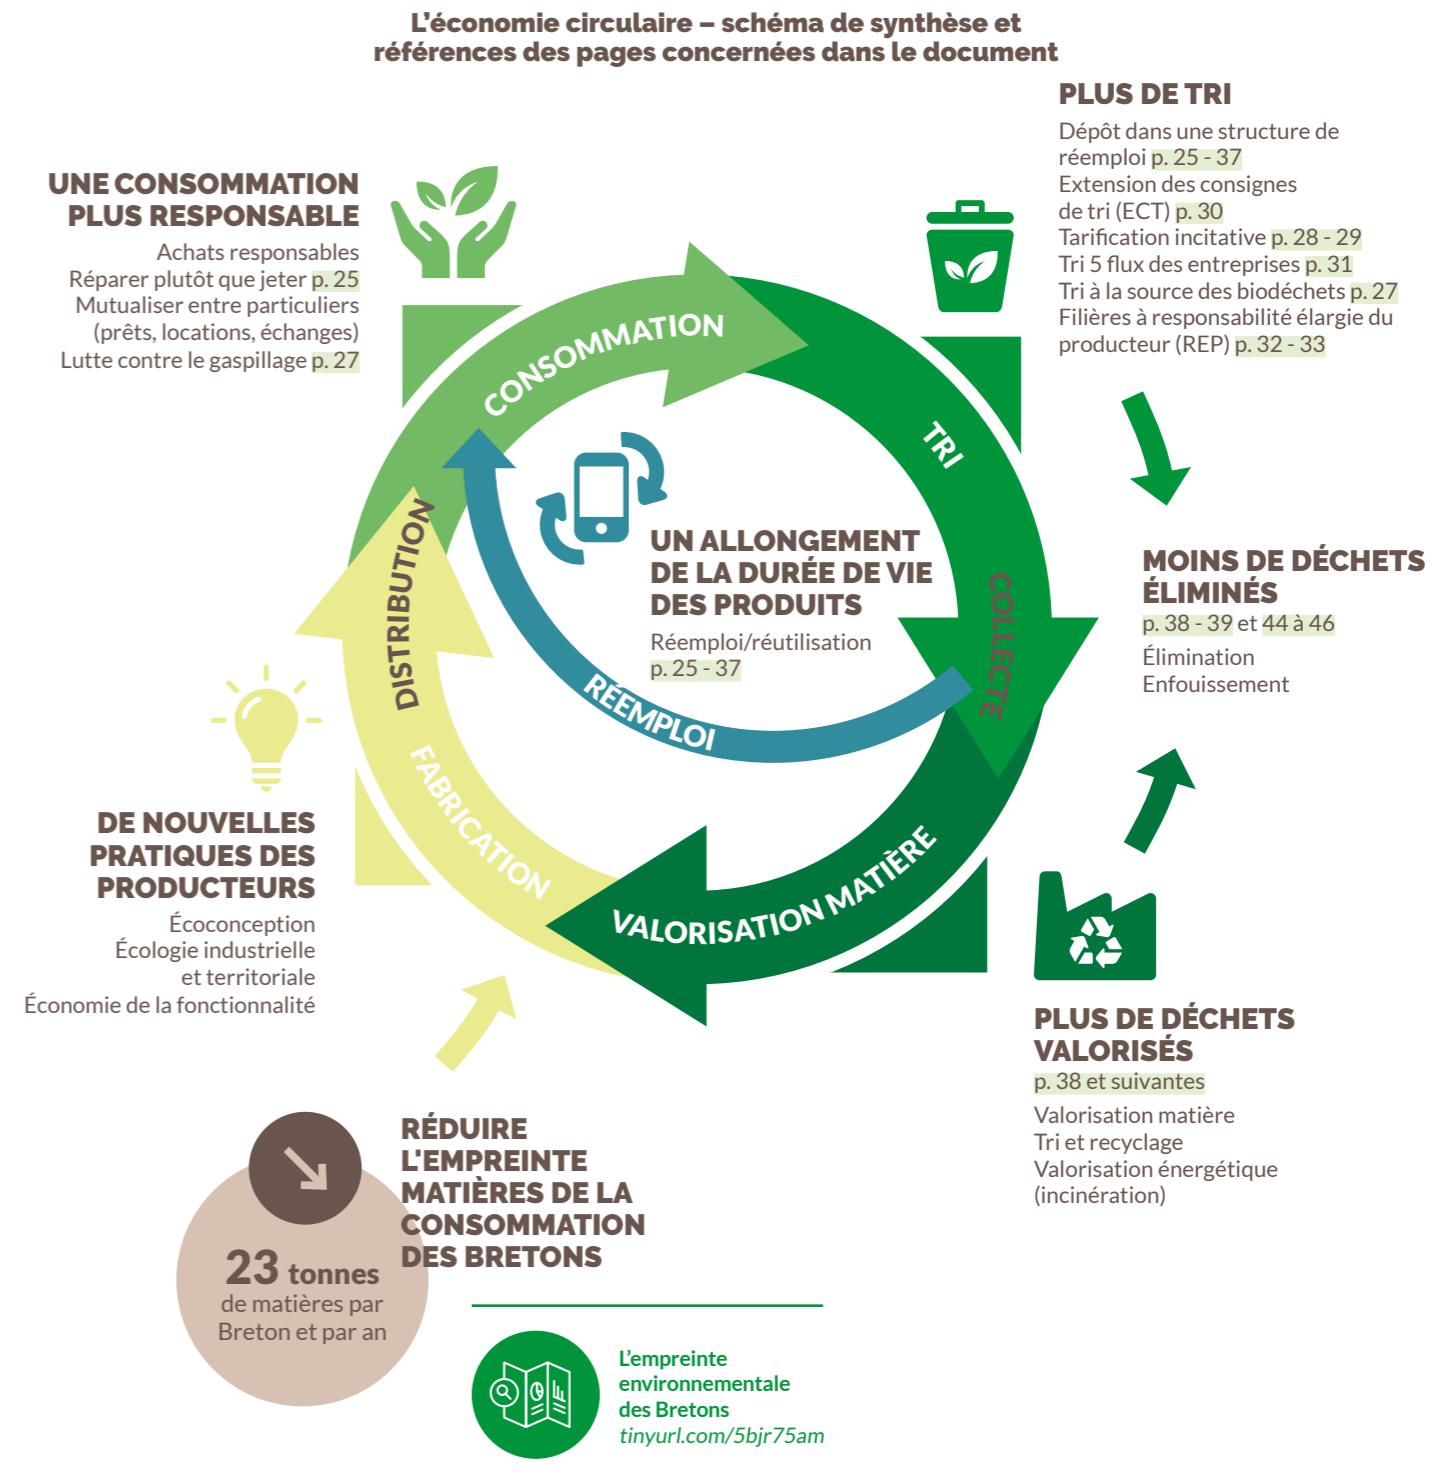 L'économie circulaire – schéma de synthèse et
références des pages concernées dans le document
UNE CONSOMMATION
PLUS RESPONSABLE
Achats responsables
Réparer plutôt que jeter p. 25
Mutualiser entre particuliers
(prêts, locations, échanges)
Lutte contre le gaspillage p. 27
PLUS DE TRI
Dépôt dans une structure de
réemploi p. 25 - 37
Extension des consignes
de tri (ECT) p. 30
Tarification incitative p. 28 - 29
Tri 5 flux des entreprises p. 31
Tri à la source des biodéchets p. 27
Filières à responsabilité élargie du
producteur (REP) p. 32 - 33
CONSOMMATION
TRI
COLLECTE
VALORISATION MATIÈRE
FABRICATION
DISTRIBUTION
RÉEMPLOI
UN ALLONGEMENT
DE LA DURÉE DE VIE
DES PRODUITS
Réemploi/réutilisation
p. 25 - 37
MOINS DE DÉCHETS
ÉLIMINÉS
p. 38 - 39 et 44 à 46
Élimination
Enfouissement
DE NOUVELLES
PRATIQUES DES
PRODUCTEURS
Écoconception
Écologie industrielle
et territoriale
Économie de la fonctionnalité
PLUS DE DÉCHETS
VALORISÉS
p. 38 et suivantes
Valorisation matière
Tri et recyclage
Valorisation énergétique
(incinération)
RÉDUIRE
L'EMPREINTE
MATIÈRES DE LA
CONSOMMATION
DES BRETONS
23 tonnes
de matières par
Breton et par an
L'empreinte
environnementale
des Bretons
tinyurl.com/5bjr75am